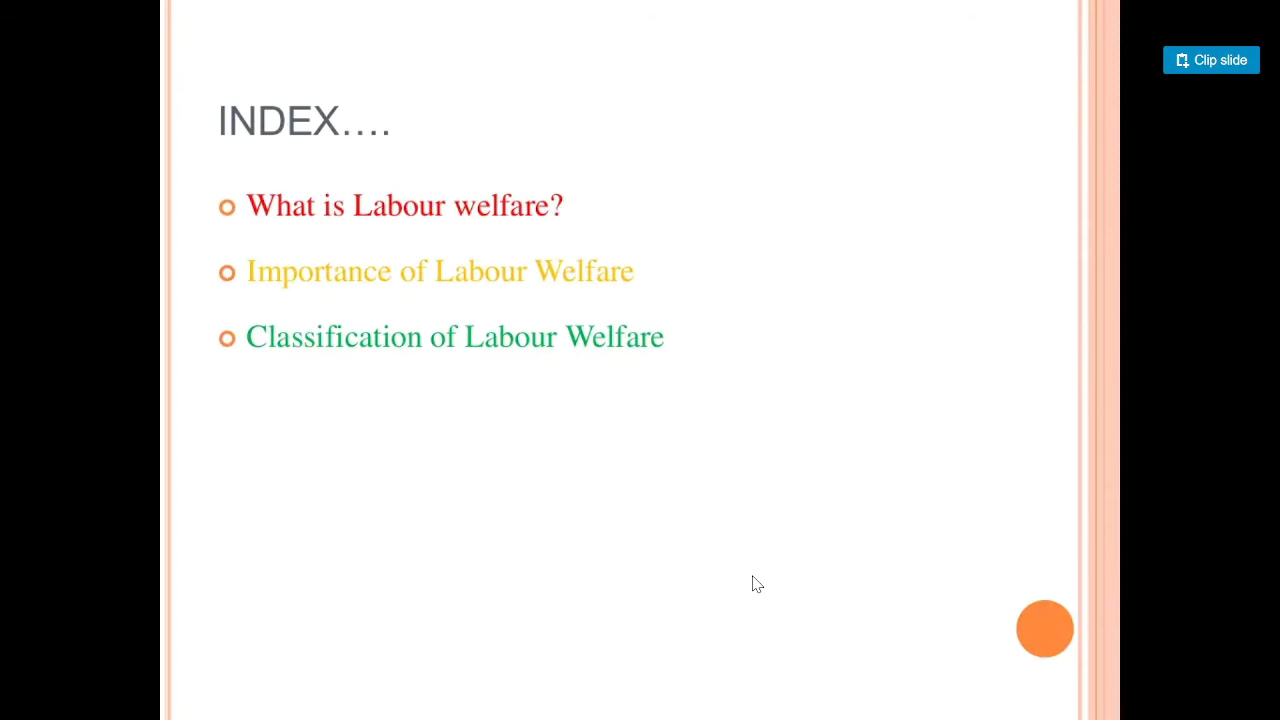 Clip slide
INDEX....
What is Labour welfare?
Importance of Labour Welfare
Classification of Labour Welfare